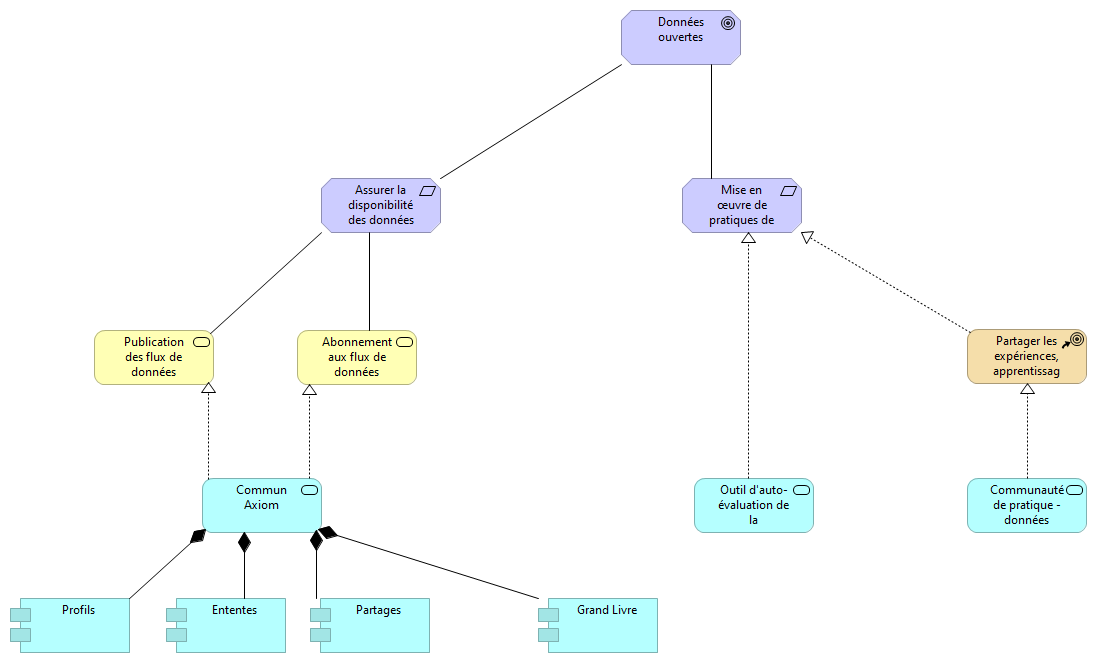 Données
ouvertes
Assurer la
disponibilité
des données
Mise en
œuvre de
pratiques de
Publication
des flux de
données
Abonnement
aux flux de
données
Partager les
expériences,
apprentissag
Commun
Axiom
Outil d'auto-
évaluation de
la
Communauté
de pratique -
données
Profils
Ententes
Partages
Grand Livre